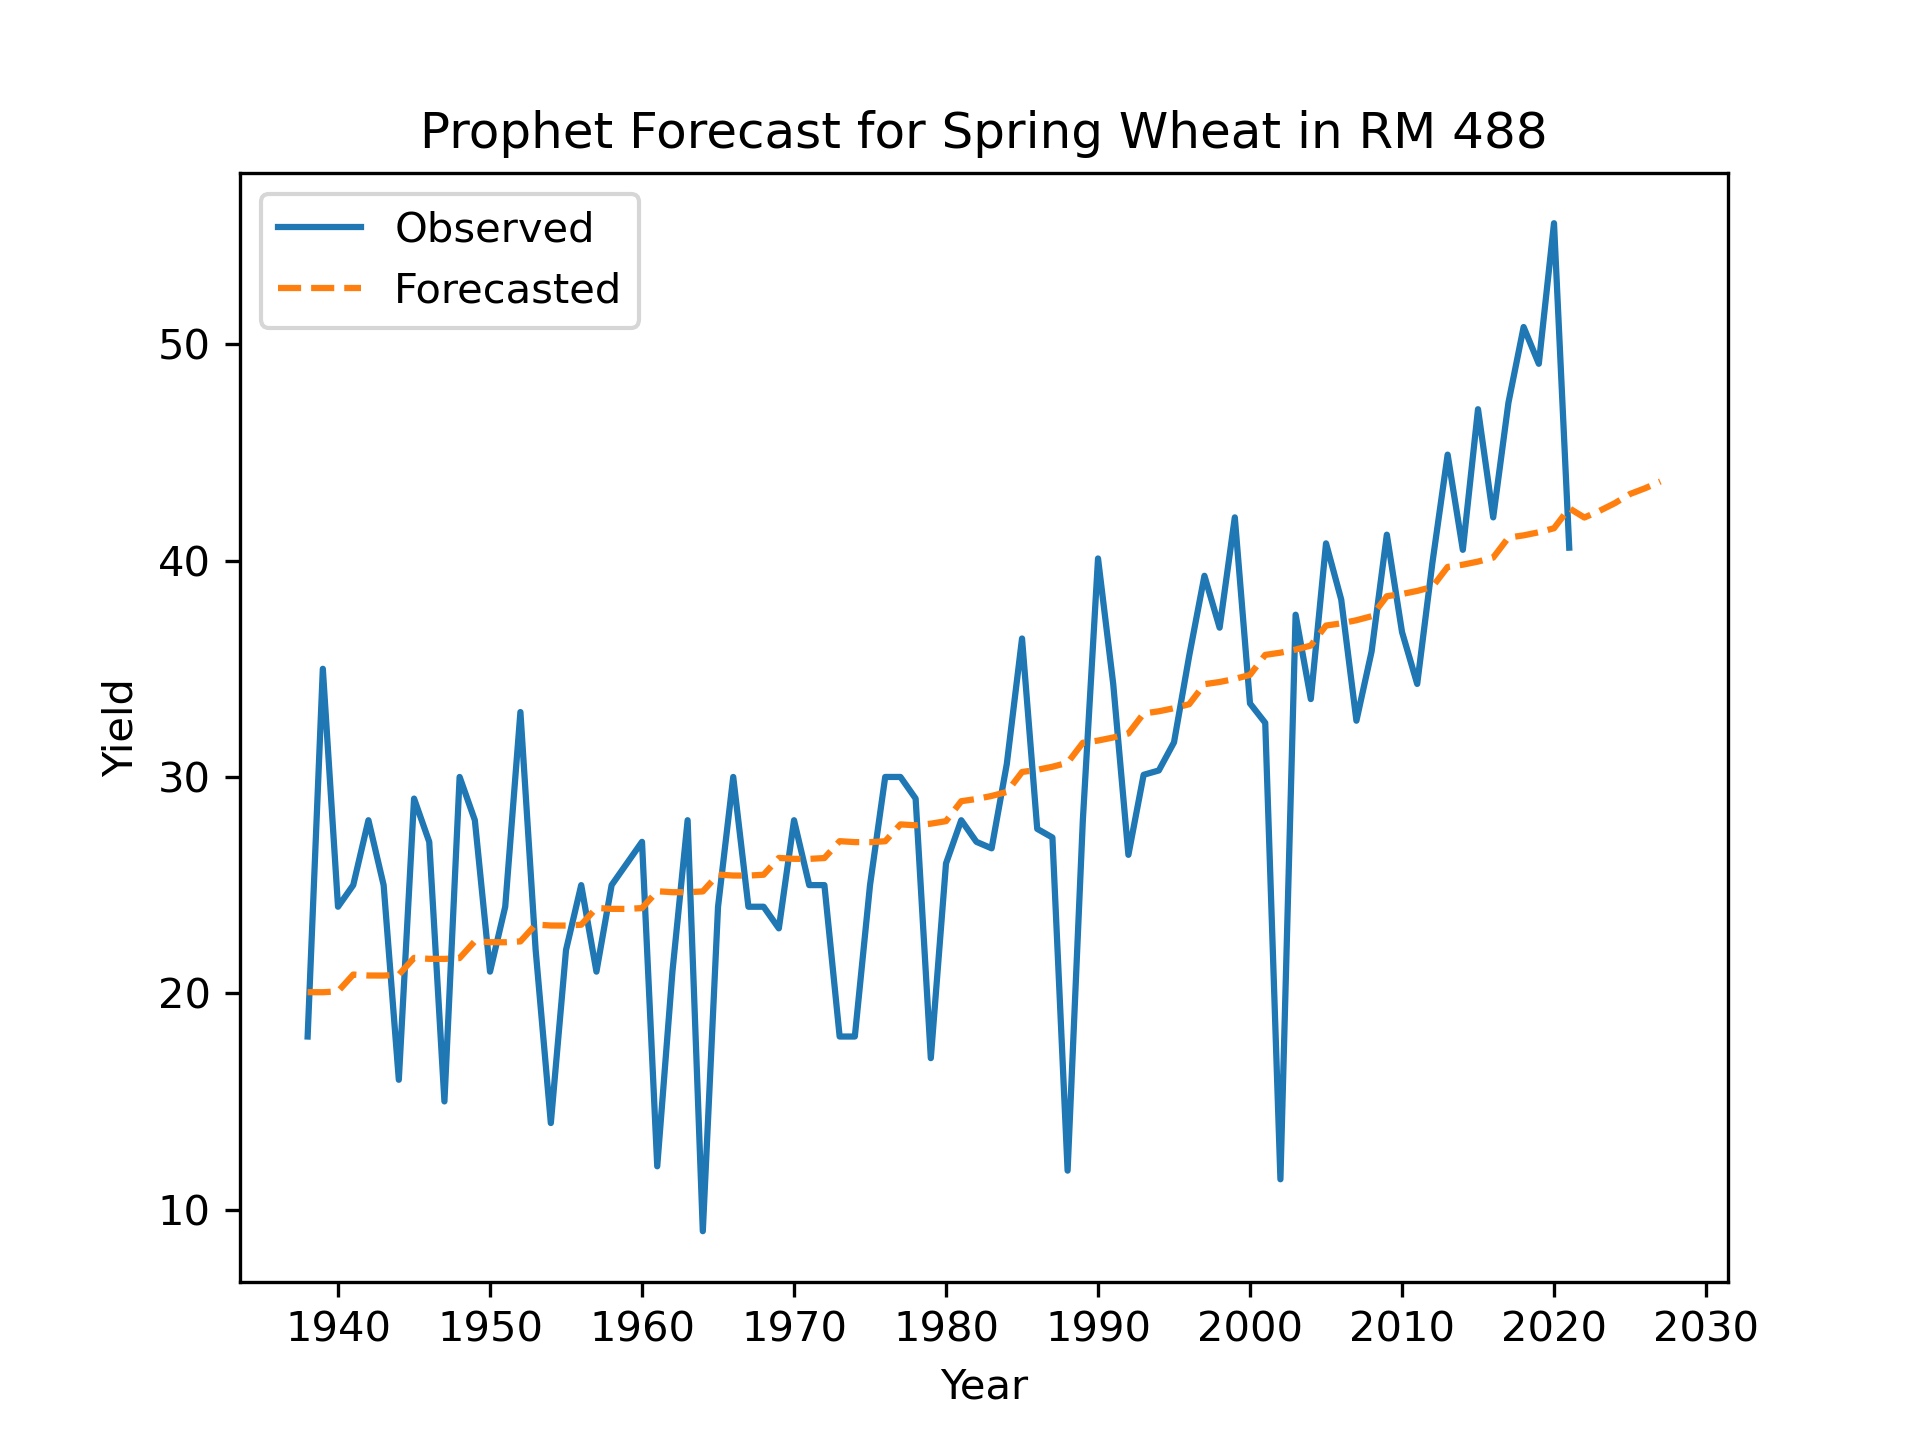 Prophet Forecast for Spring Wheat in RM 488
Observed
Forecasted
50
40
30
20
10
Yield
1940 1950 1960 1970 1980 1990 2000 2010 2020 2030
Year